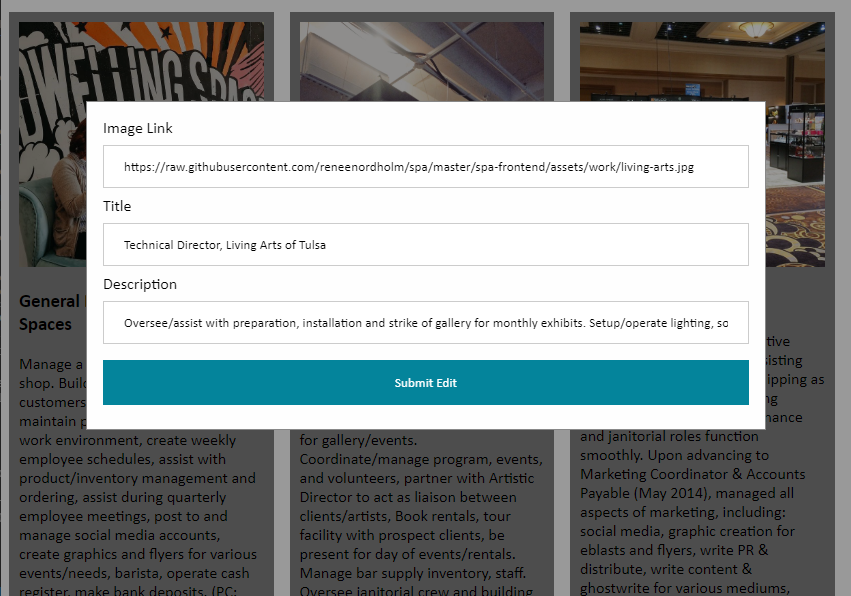 DWELLING SPAC
Image Link
https://raw.githubusercontent.com/reneenordholm/spa/master/spa-frontend/assets/work/living-arts.jpg
Title
Technical Director, Living Arts of Tulsa
Description
Oversee/assist with preparation, installation and strike of gallery for monthly exhibits. Setup/operate lighting, so
Submit Edit
General
Spaces
Manage a
shop. Build
customers
maintain p
work environment, create weekly
employee schedules, assist with
product/inventory management and
ordering, assist during quarterly
employee meetings, post to and
manage social media accounts,
create graphics and flyers for various
events/needs, barista, operate cash
register, make bank deposits. (PC:
for gallery/events.
Coordinate/manage program, events,
and volunteers, partner with Artistic
Director to act as liaison between
clients/artists, Book rentals, tour
facility with prospect clients, be
present for day of events/rentals.
Manage bar supply inventory, staff.
Oversee janitorial crew and building
tive
sisting
ipping as
ng
nance
and janitorial roles function
smoothly. Upon advancing to
Marketing Coordinator & Accounts
Payable (May 2014), managed all
aspects of marketing, including:
social media, graphic creation for
eblasts and flyers, write PR &
distribute, write content &
ghostwrite for various mediums,